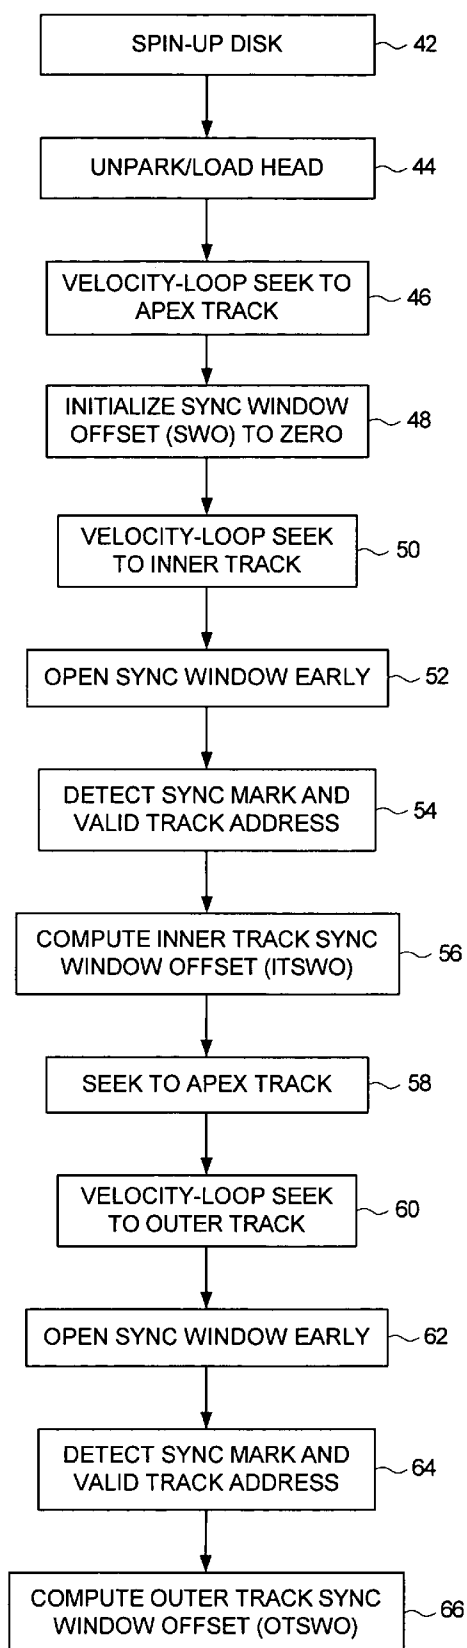 SPIN-UP DISK
42
UNPARK/LOAD HEAD
44
VELOCITY-LOOP SEEK TO
APEX TRACK
46
INITIALIZE SYNC WINDOW
OFFSET (SWO) TO ZERO
48
VELOCITY-LOOP SEEK
TO INNER TRACK
50
OPEN SYNC WINDOW EARLY
52
DETECT SYNC MARK AND
VALID TRACK ADDRESS
54
COMPUTE INNER TRACK SYNC
WINDOW OFFSET (ITSWO)
56
SEEK TO APEX TRACK
58
VELOCITY-LOOP SEEK
TO OUTER TRACK
60
OPEN SYNC WINDOW EARLY
62
DETECT SYNC MARK AND
VALID TRACK ADDRESS
64
COMPUTE OUTER TRACK SYNC
WINDOW OFFSET (OTSWO)
66